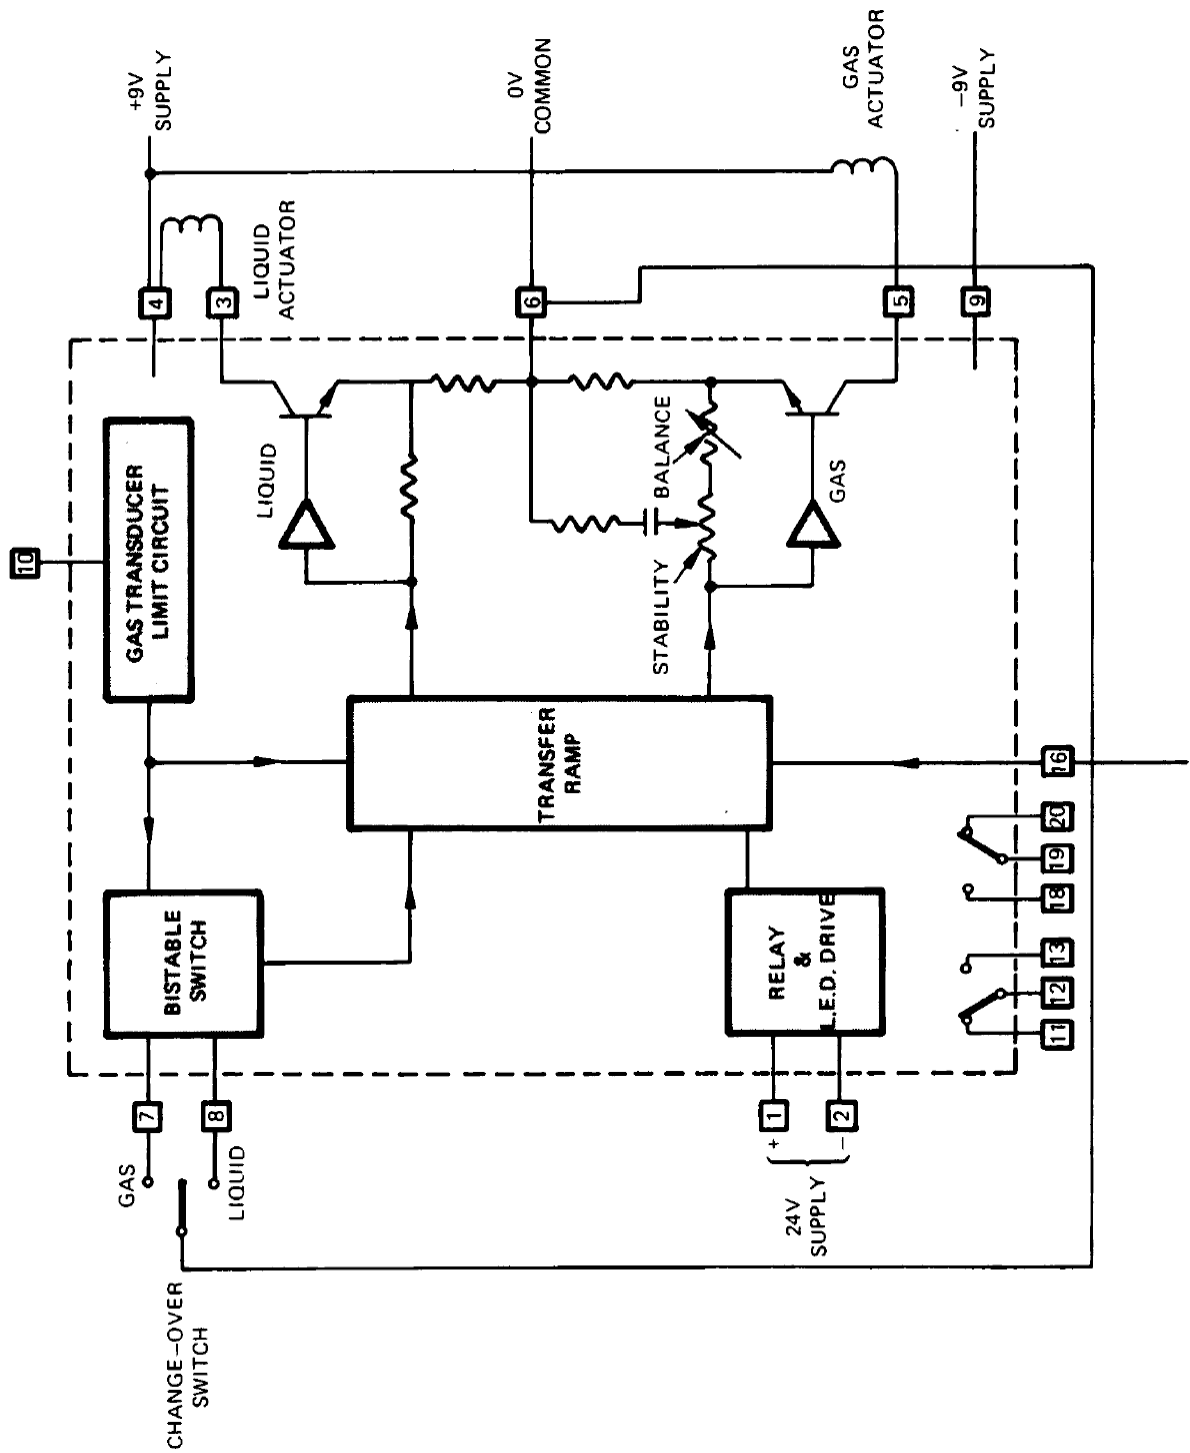 +9V
SUPPLY
0V
COMMON
GAS
ACTUATOR
−9V
SUPPLY
LIQUID
ACTUATOR
4
3
6
5
9
10
GAS TRANSDUCER
LIMIT CIRCUIT
LIQUID
BALANCE
STABILITY
GAS
TRANSFER
RAMP
16
20
19
18
13
12
11
BISTABLE
SWITCH
RELAY
&
L.E.D. DRIVE
7
8
1
2
GAS
LIQUID
+
−
24V
SUPPLY
CHANGE–OVER
SWITCH